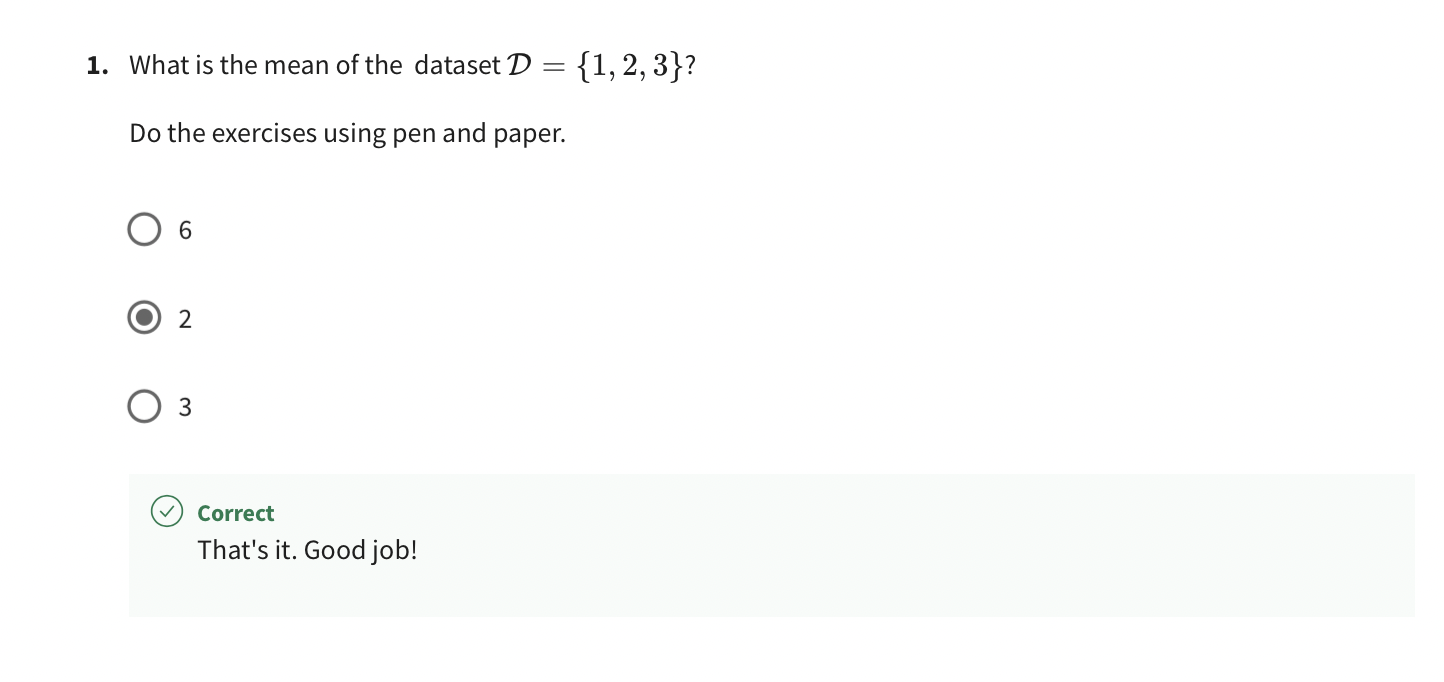 1. What is the mean of the dataset 𝒟 = {1, 2, 3}?
Do the exercises using pen and paper.
6
2
3
Correct
That's it. Good job!